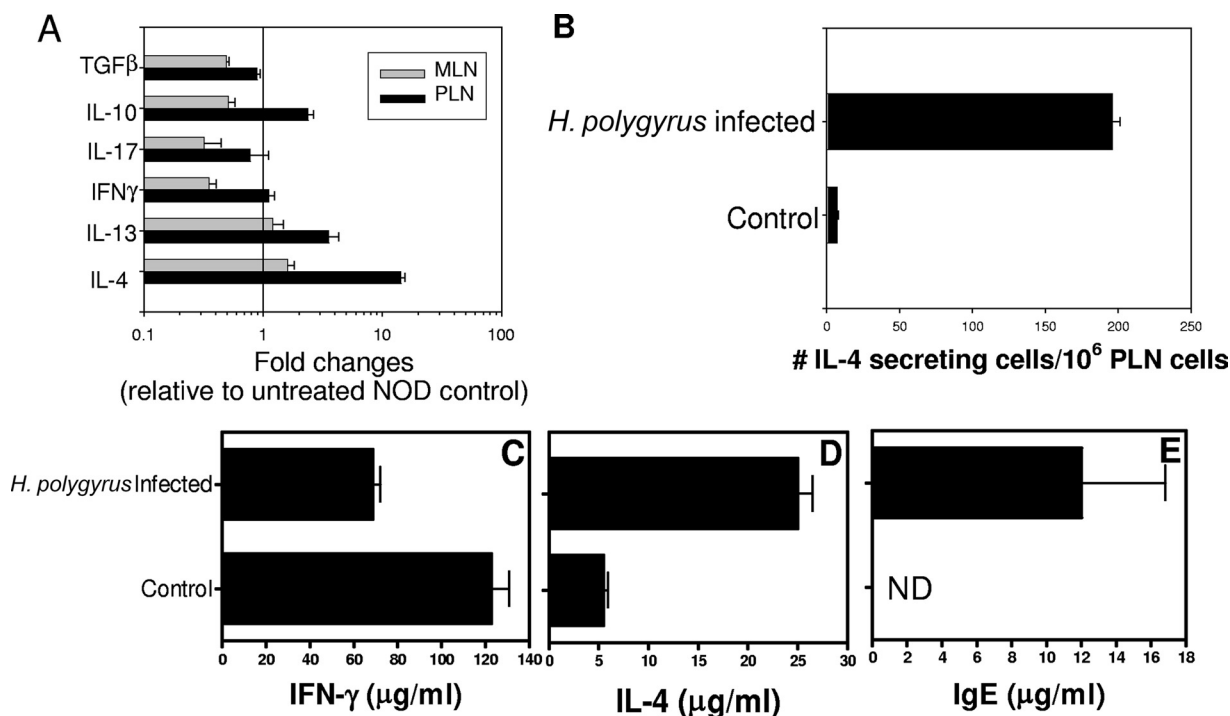 A
TGFβ
IL-10
IL-17
IFNγ
IL-13
IL-4
MLN
PLN
0.1 1 10 100
Fold changes
(relative to untreated NOD control)
B
H. polygyrus infected
Control
0 50 100 150 200 250
# IL-4 secreting cells/10⁶ PLN cells
C
H. polygyrus Infected
Control
0 20 40 60 80 100 120 140
IFN-γ (µg/ml)
D
0 5 10 15 20 25 30
IL-4 (µg/ml)
E
ND
0 2 4 6 8 10 12 14 16 18
IgE (µg/ml)